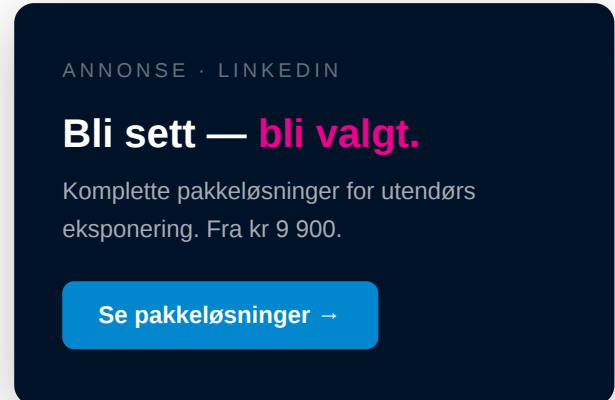 ANNONSE · LINKEDIN
Bli sett — bli valgt.
Komplette pakkeløsninger for utendørs
eksponering. Fra kr 9 900.
Se pakkeløsninger →